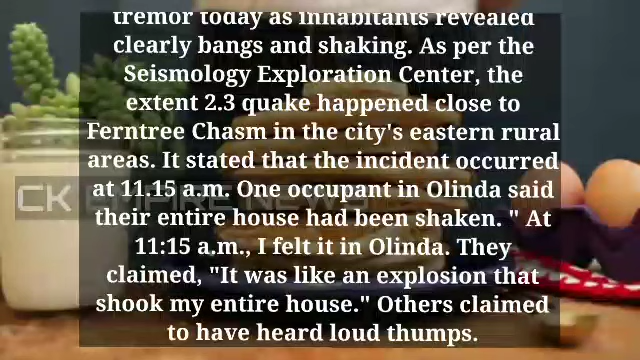 tremor today as inhabitants revealed
clearly bangs and shaking. As per the
Seismology Exploration Center, the
extent 2.3 quake happened close to
Ferntree Chasm in the city's eastern rural
areas. It stated that the incident occurred
at 11.15 a.m. One occupant in Olinda said
their entire house had been shaken. " At
11:15 a.m., I felt it in Olinda. They
claimed, "It was like an explosion that
shook my entire house." Others claimed
to have heard loud thumps.
CK EMPIRE NEWS